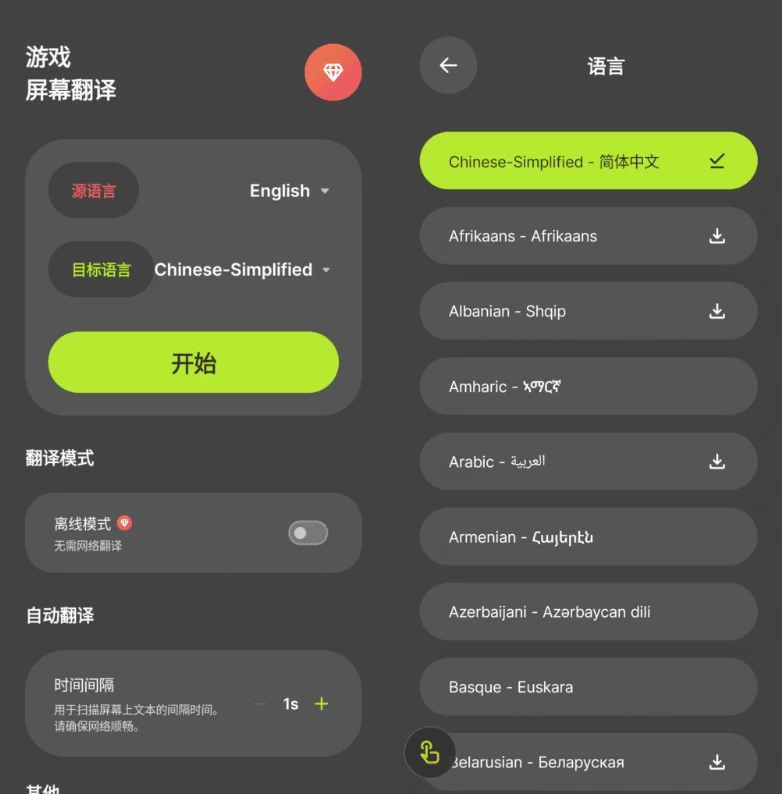 游戏
屏幕翻译
源语言
English
目标语言
Chinese-Simplified
开始
翻译模式
离线模式
无需网络翻译
自动翻译
时间间隔
用于扫描屏幕上文本的间隔时间。
请确保网络顺畅。
1s
其他
语言
Chinese-Simplified - 简体中文
Afrikaans - Afrikaans
Albanian - Shqip
Amharic - አማርኛ
Arabic - العربية
Armenian - Հայերէն
Azerbaijani - Azərbaycan dili
Basque - Euskara
Belarusian - Беларуская